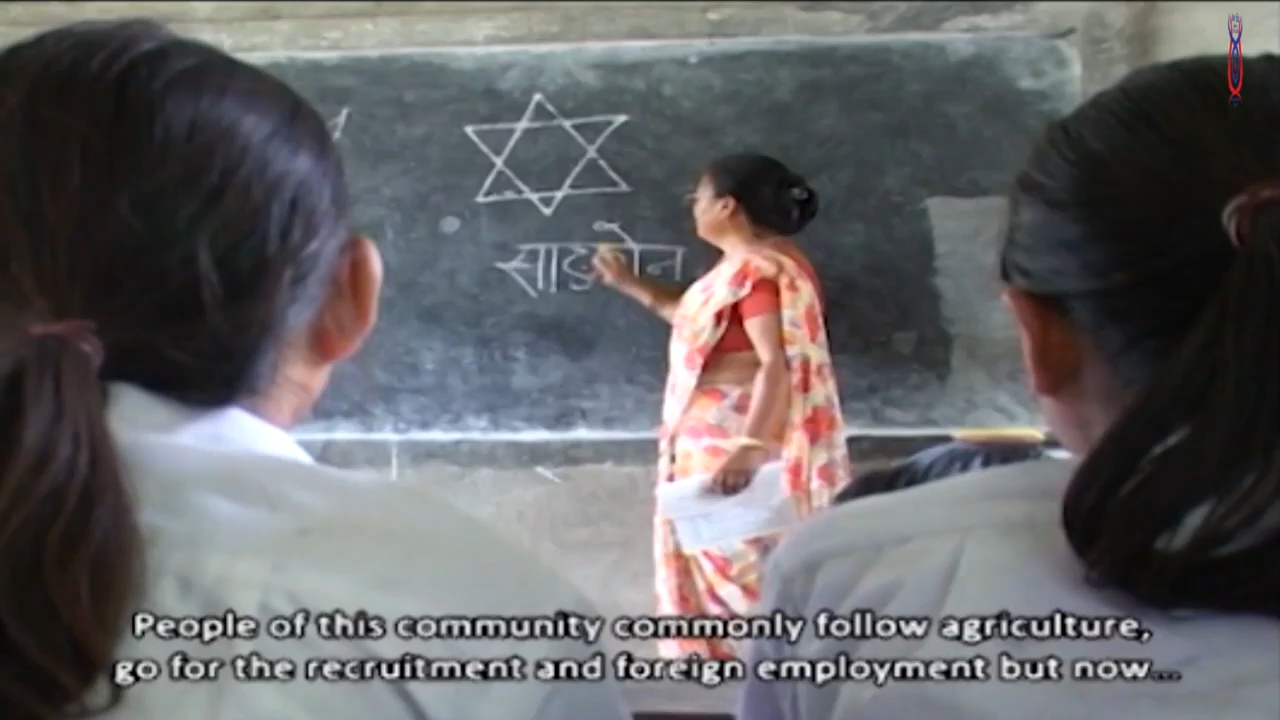 People of this community commonly follow agriculture,
go for the recruitment and foreign employment but now...